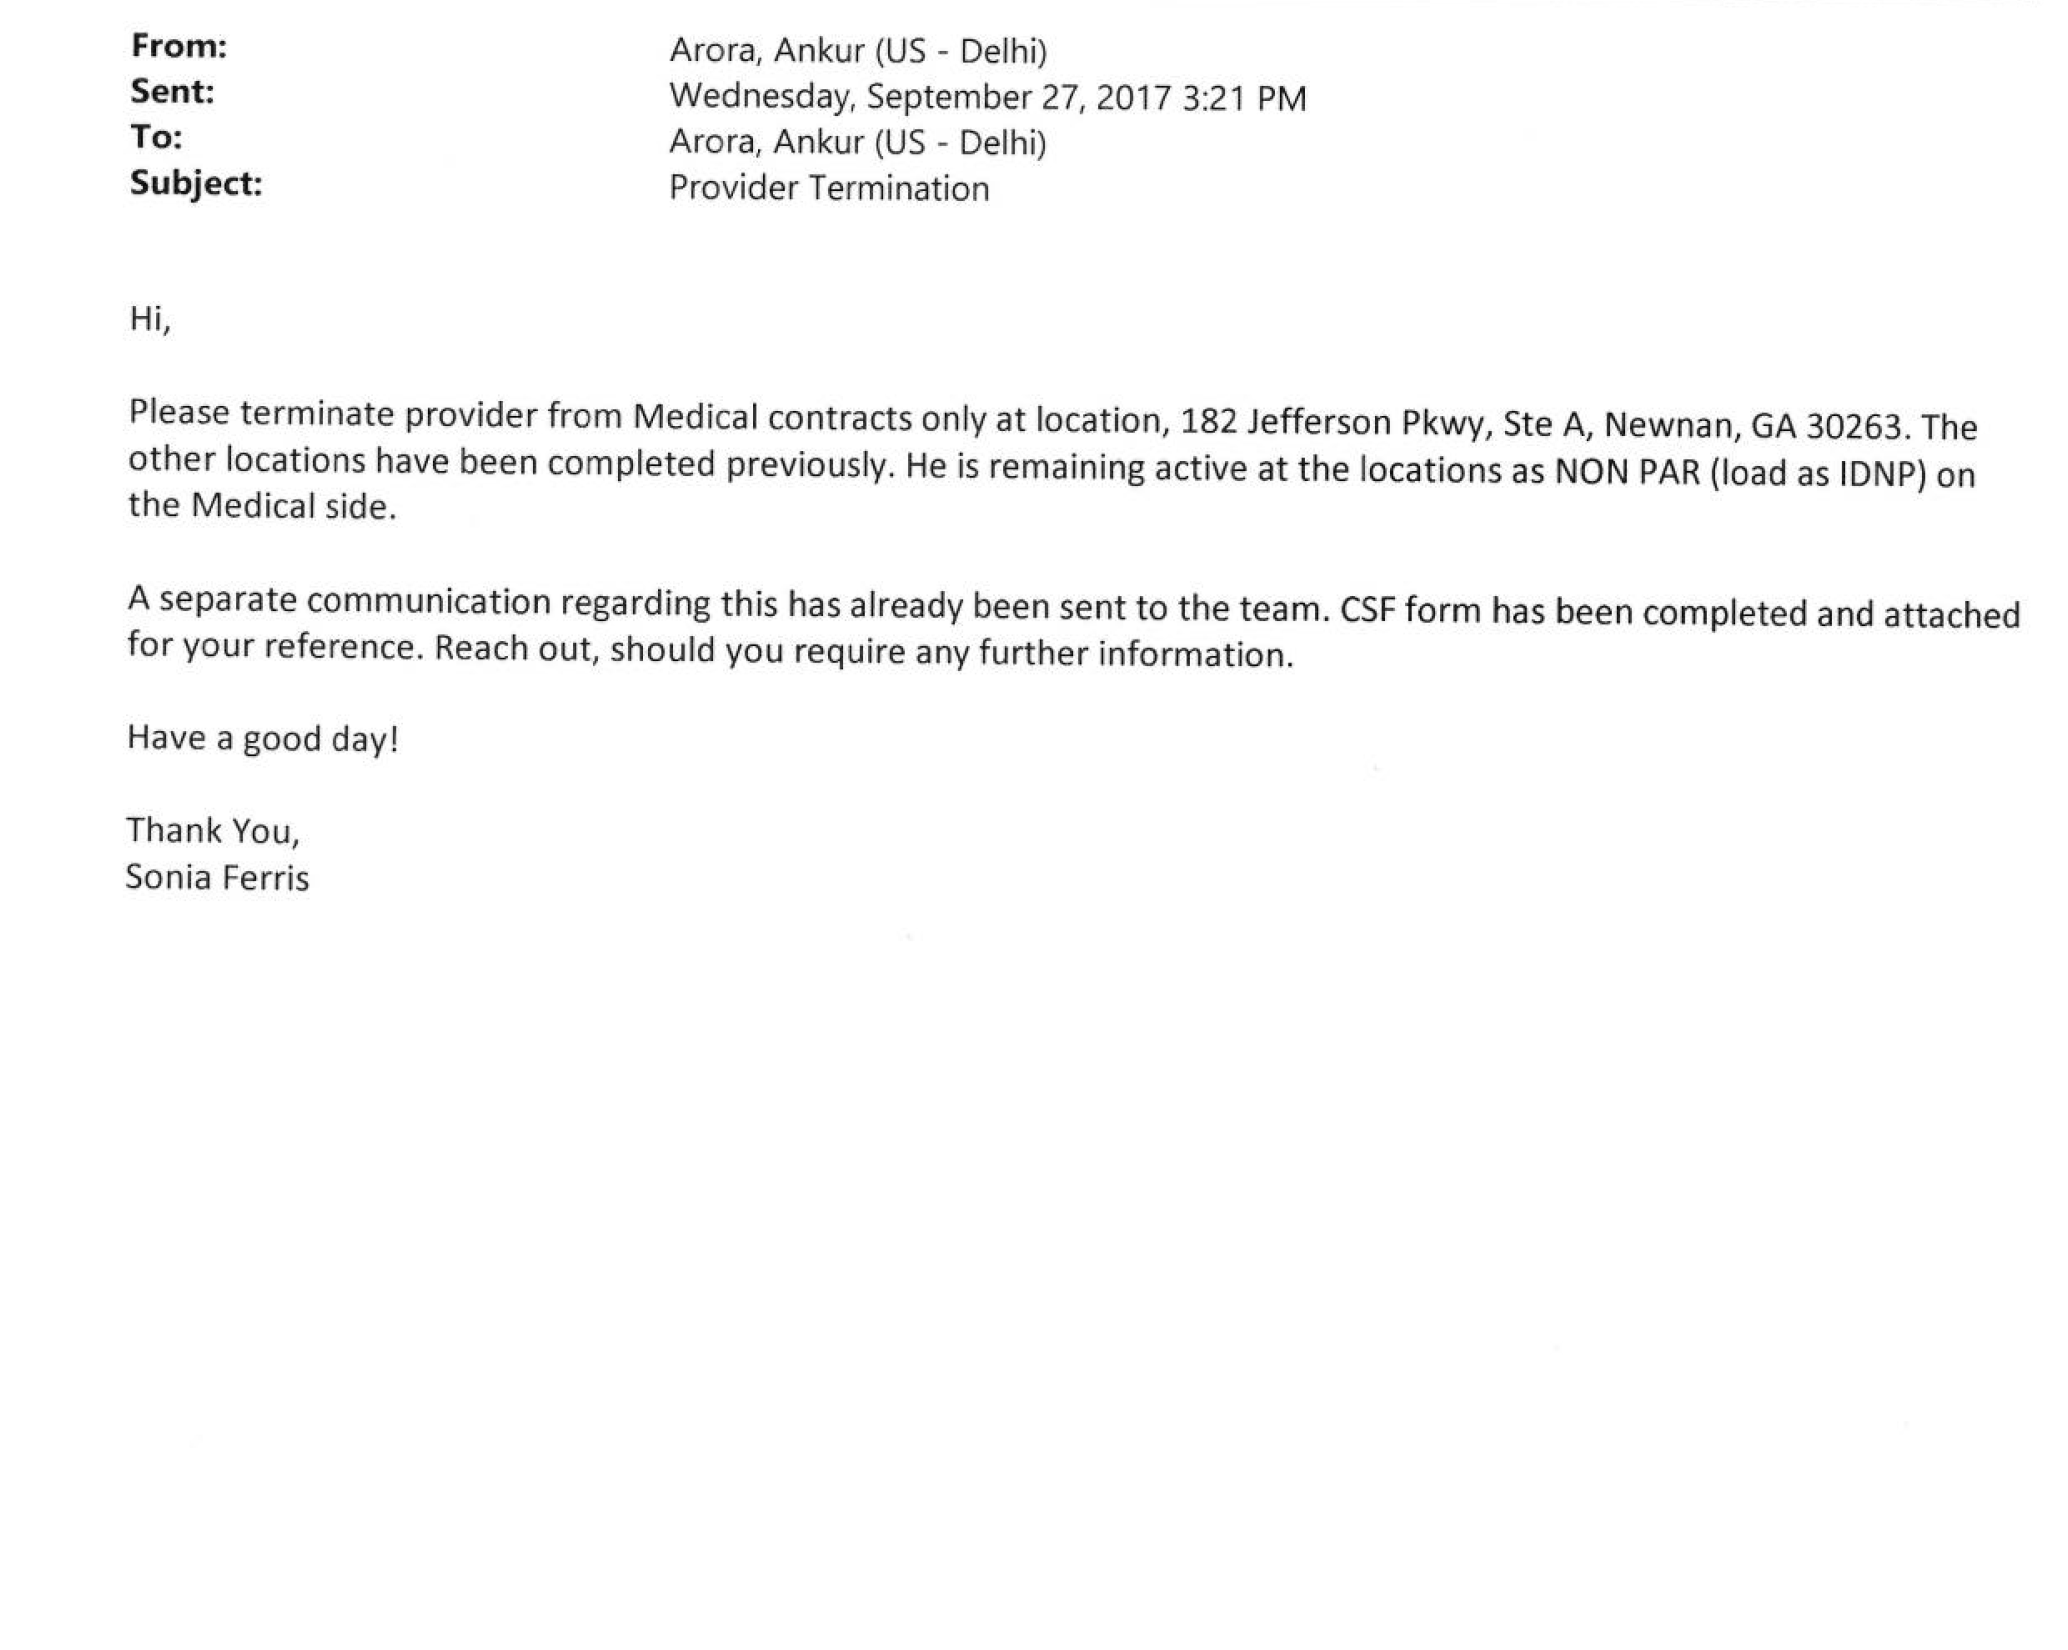 From: Arora, Ankur (US - Delhi)
Sent: Wednesday, September 27, 2017 3:21 PM
To: Arora, Ankur (US - Delhi)
Subject: Provider Termination
Hi,
Please terminate provider from Medical contracts only at location, 182 Jefferson Pkwy, Ste A, Newnan, GA 30263. The
other locations have been completed previously. He is remaining active at the locations as NON PAR (load as IDNP) on
the Medical side.
A separate communication regarding this has already been sent to the team. CSF form has been completed and attached
for your reference. Reach out, should you require any further information.
Have a good day!
Thank You,
Sonia Ferris